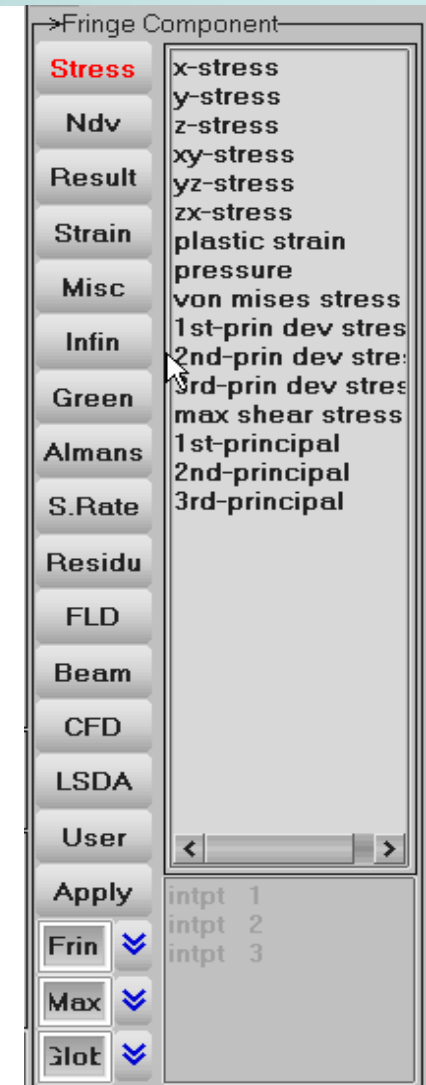 ->Fringe Component
Stress
Ndv
Result
Strain
Misc
Infin
Green
Almans
S.Rate
Residu
FLD
Beam
CFD
LSDA
User
Apply
Frin
Max
Glob
x-stress
y-stress
z-stress
xy-stress
yz-stress
zx-stress
plastic strain
pressure
von mises stress
1st-prin dev stres
2nd-prin dev stre
3rd-prin dev stres
max shear stress
1st-principal
2nd-principal
3rd-principal
intpt 1
intpt 2
intpt 3